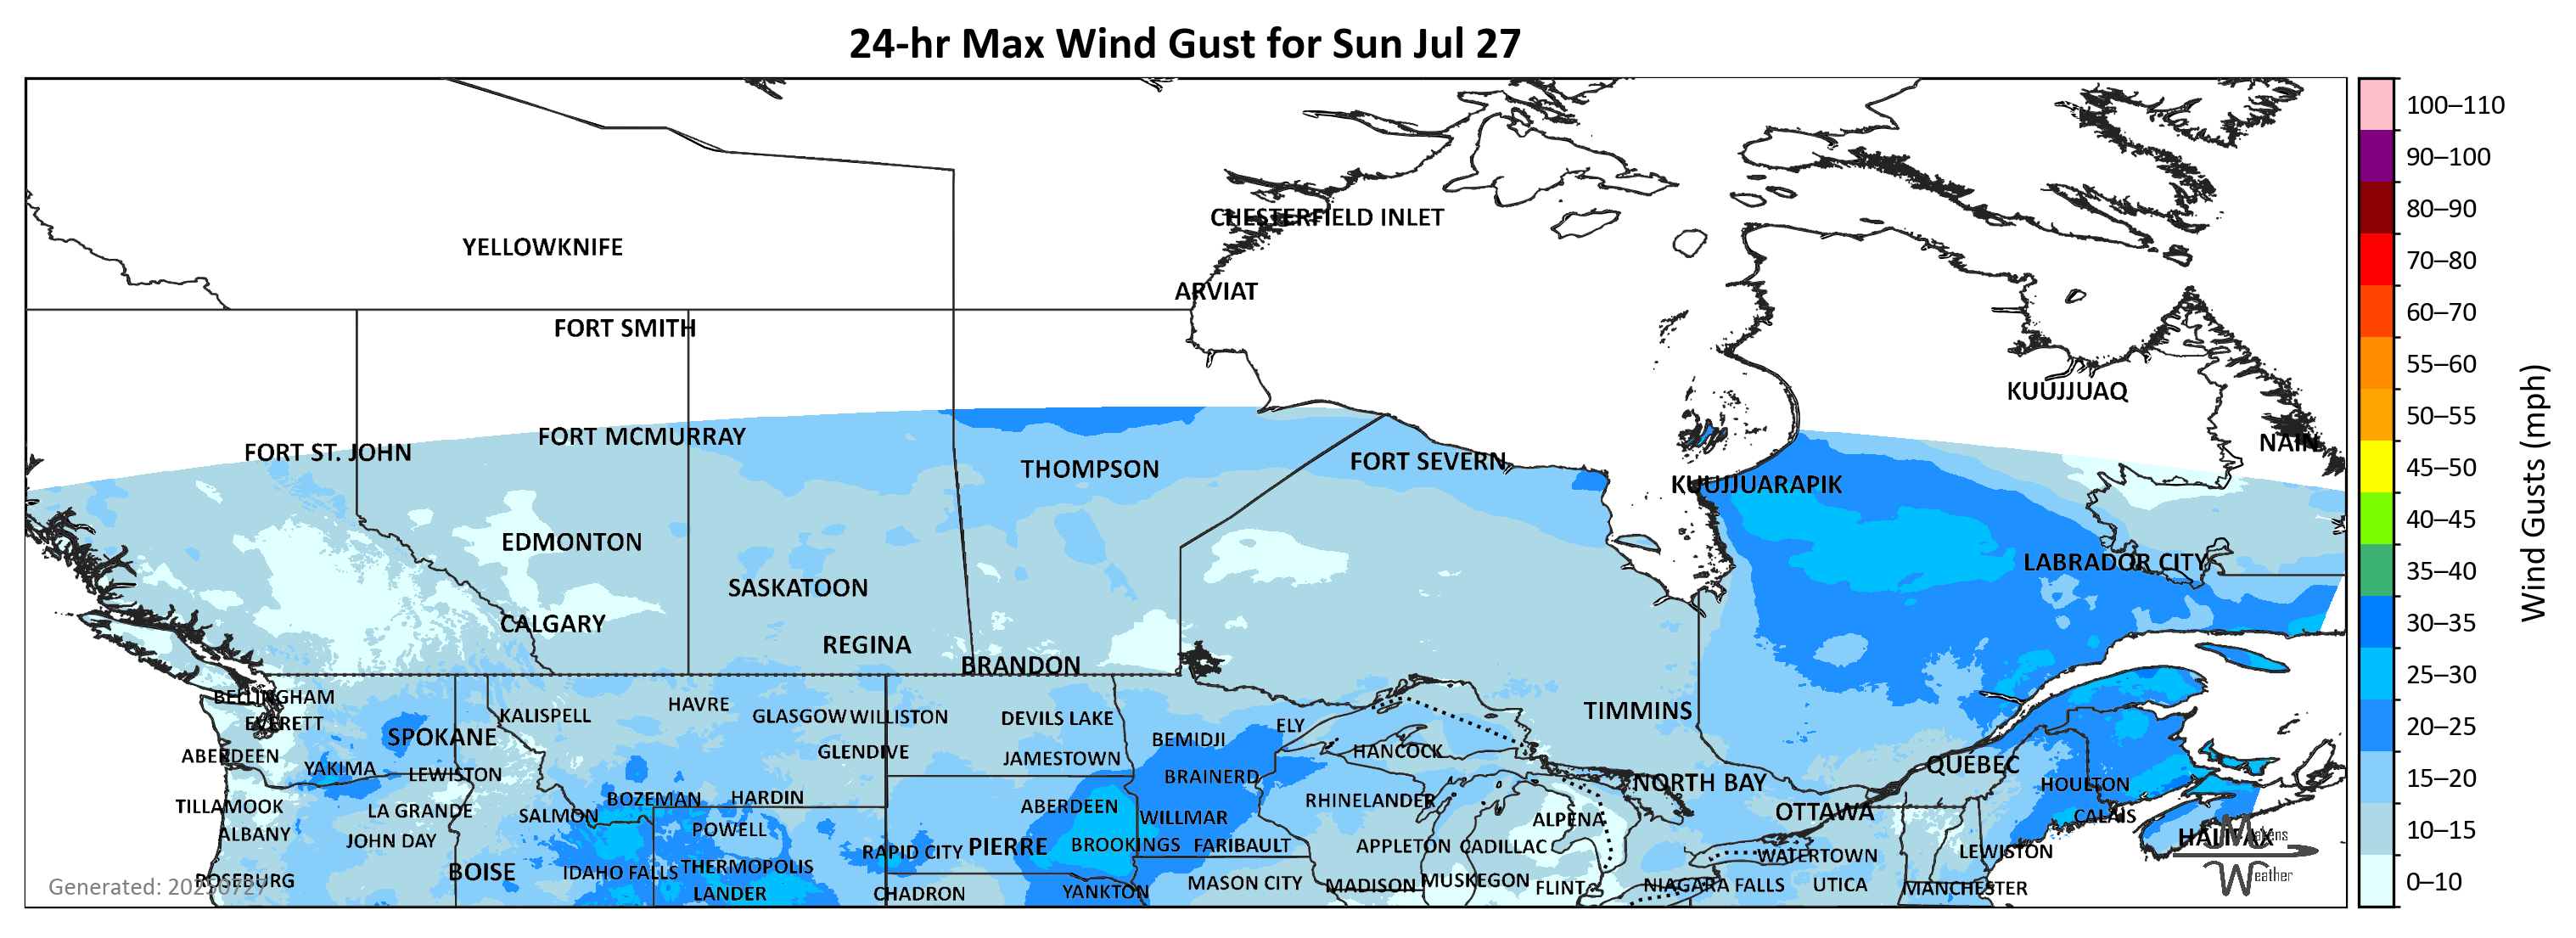 24-hr Max Wind Gust for Sun Jul 27
100–110
90–100
80–90
70–80
60–70
55–60
50–55
45–50
40–45
35–40
30–35
25–30
20–25
15–20
10–15
0–10
Wind Gusts (mph)
CHESTERFIELD INLET
YELLOWKNIFE
ARVIAT
FORT SMITH
KUUJJUAQ
FORT MCMURRAY
NAIN
FORT ST. JOHN
THOMPSON
FORT SEVERN
KUUJJUARAPIK
EDMONTON
LABRADOR CITY
SASKATOON
CALGARY
REGINA
BRANDON
BELLINGHAM
HAVRE
TIMMINS
KALISPELL
GLASGOW
WILLISTON
DEVILS LAKE
EVERETT
ELY
SPOKANE
BEMIDJI
ABERDEEN
GLENDIVE
JAMESTOWN
HANCOCK
QUÉBEC
YAKIMA
LEWISTON
BRAINERD
NORTH BAY
HOULTON
TILLAMOOK
LA GRANDE
BOZEMAN
HARDIN
ABERDEEN
RHINELANDER
OTTAWA
SALMON
WILLMAR
ALPENA
CALAIS
ALBANY
JOHN DAY
POWELL
HALIFAX
Makens
Weather
RAPID CITY
PIERRE
BROOKINGS
FARIBAULT
APPLETON
CADILLAC
WATERTOWN
LEWISTON
BOISE
IDAHO FALLS
THERMOPOLIS
ROSEBURG
MASON CITY
MADISON
MUSKEGON
FLINT
NIAGARA FALLS
UTICA
MANCHESTER
LANDER
CHADRON
YANKTON
Generated: 20250727